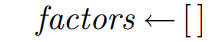 factors ← [ ]